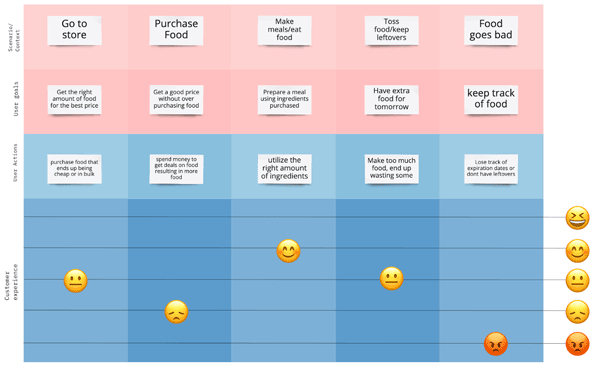 Scenario/
Context
Go to
store
Purchase
Food
Make
meals/eat
food
Toss
food/keep
leftovers
Food
goes bad
User goals
Get the right
amount of food
for the best price
Get a good price
without over
purchasing food
Prepare a meal
using ingredients
purchased
Have extra
food for
tomorrow
keep track
of food
User Actions
purchase food that
ends up being
cheap or in bulk
spend money to
get deals on food
resulting in more
food
utilize the
right amount
of ingredients
Make too much
food, end up
wasting some
Lose track of
expiration dates or
dont have leftovers
Customer
experience